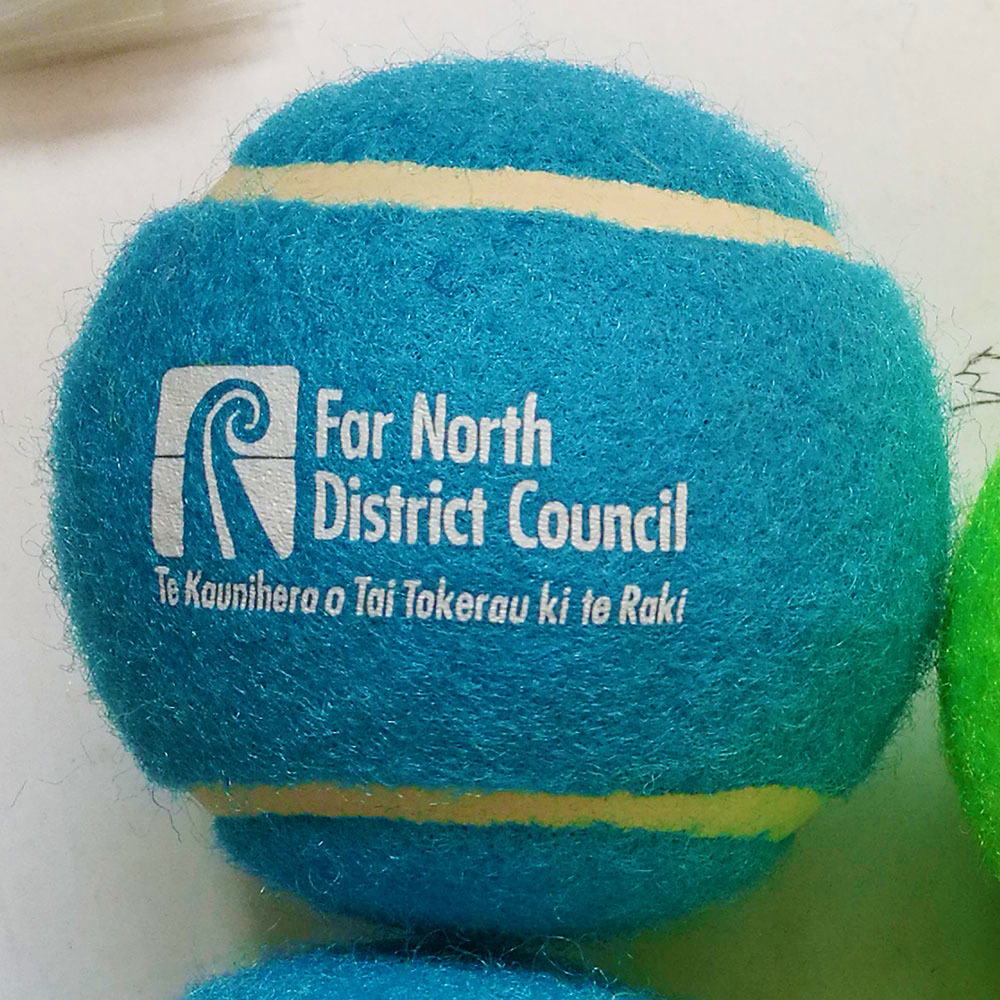 Far North
District Council
Te Kaunihera o Tai Tokerau ki te Raki